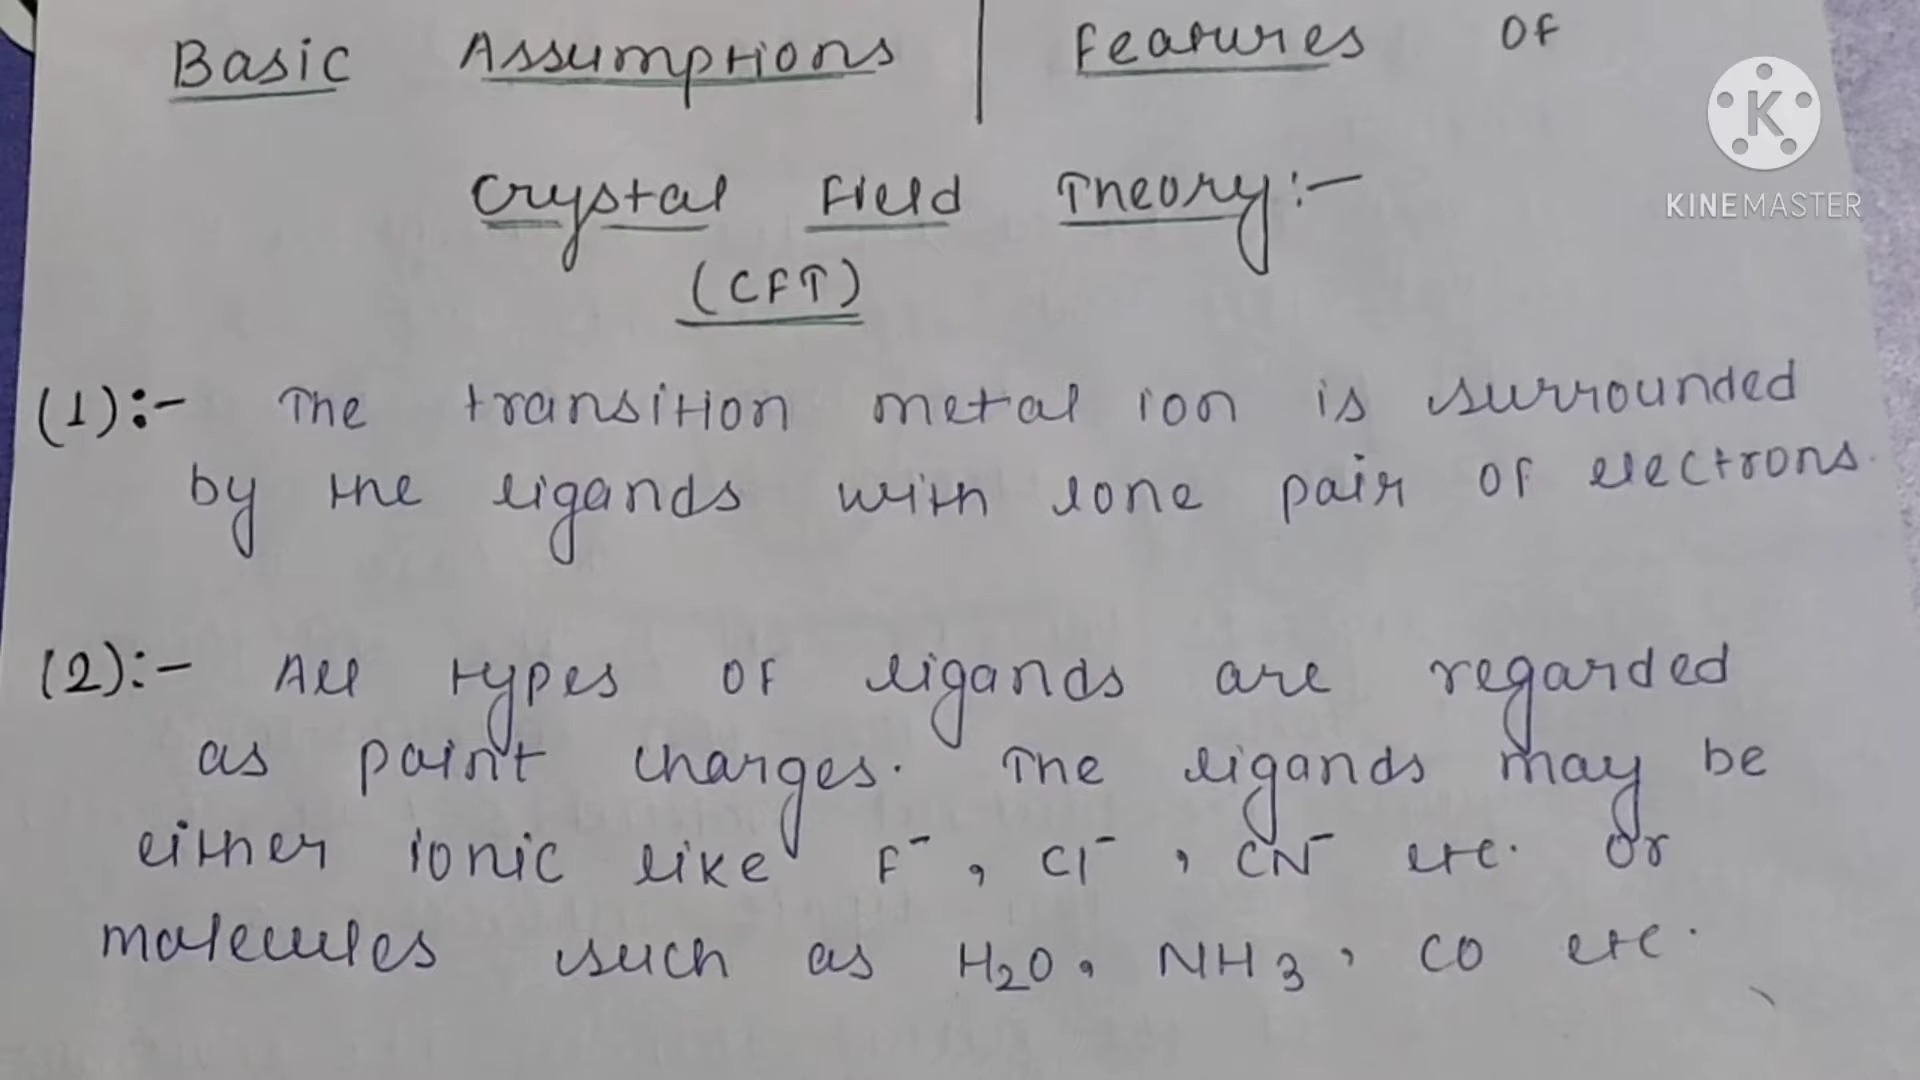 Basic Assumptions | Features of
Crystal Field Theory:-
(CFT)
(1):- The transition metal ion is surrounded
by the ligands with lone pair of electrons.
(2):- All types of ligands are regarded
as point charges. The ligands may be
either ionic like F⁻, Cl⁻, CN⁻ etc. or
molecules such as H₂O, NH₃, CO etc.
K
KINEMASTER